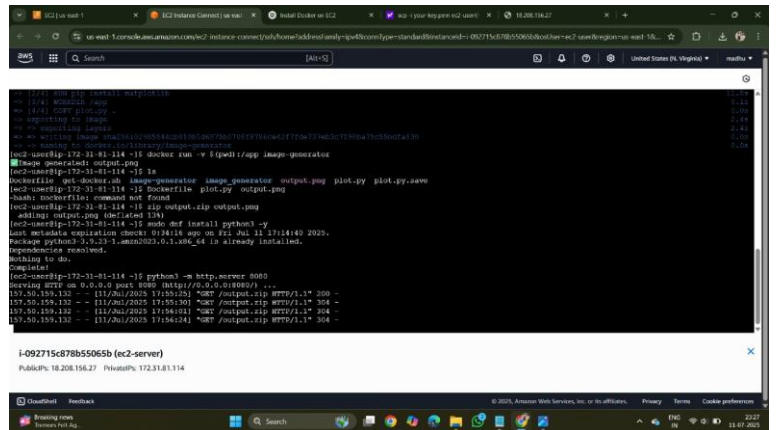 EC2 | us-east-1
EC2 Instance Connect | us-east
Install Docker on EC2
scp -i your-key.pem ec2-user@
18.208.156.27
us-east-1.console.aws.amazon.com/ec2-instance-connect/ssh/home?addressFamily=ipv4&connType=standard&instanceId=i-092715c878b55065b&osUser=ec2-user&region=us-east-1&...
aws
Search
[Alt+S]
United States (N. Virginia)
madhu
=> [2/4] RUN pip install matplotlib
=> [3/4] WORKDIR /app
=> [4/4] COPY plot.py .
=> exporting to image
=> => exporting layers
=> => writing image
=> => naming to docker.io/library/image-generator
[ec2-user@ip-172-31-81-114 ~]$ docker run -v $(pwd):/app image-generator
✅Image generated: output.png
[ec2-user@ip-172-31-81-114 ~]$ ls
Dockerfile get-docker.sh image-generator image_generator output.png plot.py plot.py.save
[ec2-user@ip-172-31-81-114 ~]$ Dockerfile plot.py output.png
-bash: Dockerfile: command not found
[ec2-user@ip-172-31-81-114 ~]$ zip output.zip output.png
adding: output.png (deflated 13%)
[ec2-user@ip-172-31-81-114 ~]$ sudo dnf install python3 -y
Last metadata expiration check: 0:34:16 ago on Fri Jul 11 17:14:40 2025.
Package python3-3.9.23-1.amzn2023.0.1.x86_64 is already installed.
Dependencies resolved.
Nothing to do.
Complete!
[ec2-user@ip-172-31-81-114 ~]$ python3 -m http.server 8080
Serving HTTP on 0.0.0.0 port 8080 (http://0.0.0.0:8080/) ...
157.50.159.132 - - [11/Jul/2025 17:55:25] "GET /output.zip HTTP/1.1" 200 -
157.50.159.132 - - [11/Jul/2025 17:55:30] "GET /output.zip HTTP/1.1" 304 -
157.50.159.132 - - [11/Jul/2025 17:56:01] "GET /output.zip HTTP/1.1" 304 -
157.50.159.132 - - [11/Jul/2025 17:56:24] "GET /output.zip HTTP/1.1" 304 -
i-092715c878b55065b (ec2-server)
PublicIPs: 18.208.156.27 PrivateIPs: 172.31.81.114
CloudShell Feedback
© 2025, Amazon Web Services, Inc. or its affiliates. Privacy Terms Cookie preferences
Breaking news
Tremors Felt Ag...
Search
ENG
IN
23:27
11-07-2025